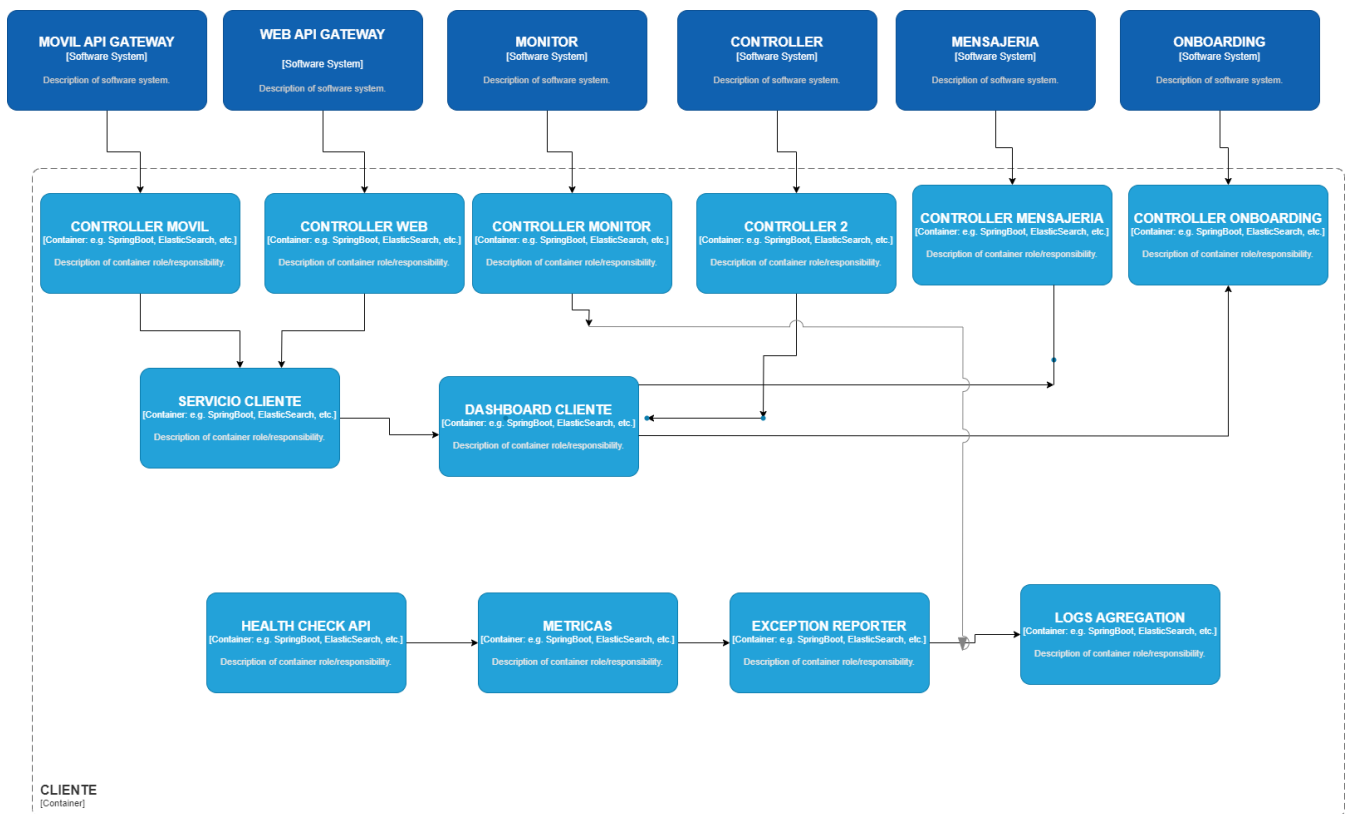 MOVIL API GATEWAY
[Software System]
Description of software system.
WEB API GATEWAY
[Software System]
Description of software system.
MONITOR
[Software System]
Description of software system.
CONTROLLER
[Software System]
Description of software system.
MENSAJERIA
[Software System]
Description of software system.
ONBOARDING
[Software System]
Description of software system.
CONTROLLER MOVIL
[Container: e.g. SpringBoot, ElasticSearch, etc.]
Description of container role/responsibility.
CONTROLLER WEB
[Container: e.g. SpringBoot, ElasticSearch, etc.]
Description of container role/responsibility.
CONTROLLER MONITOR
[Container: e.g. SpringBoot, ElasticSearch, etc.]
Description of container role/responsibility.
CONTROLLER 2
[Container: e.g. SpringBoot, ElasticSearch, etc.]
Description of container role/responsibility.
CONTROLLER MENSAJERIA
[Container: e.g. SpringBoot, ElasticSearch, etc.]
Description of container role/responsibility.
CONTROLLER ONBOARDING
[Container: e.g. SpringBoot, ElasticSearch, etc.]
Description of container role/responsibility.
SERVICIO CLIENTE
[Container: e.g. SpringBoot, ElasticSearch, etc.]
Description of container role/responsibility.
DASHBOARD CLIENTE
[Container: e.g. SpringBoot, ElasticSearch, etc.]
Description of container role/responsibility.
HEALTH CHECK API
[Container: e.g. SpringBoot, ElasticSearch, etc.]
Description of container role/responsibility.
METRICAS
[Container: e.g. SpringBoot, ElasticSearch, etc.]
Description of container role/responsibility.
EXCEPTION REPORTER
[Container: e.g. SpringBoot, ElasticSearch, etc.]
Description of container role/responsibility.
LOGS AGREGATION
[Container: e.g. SpringBoot, ElasticSearch, etc.]
Description of container role/responsibility.
CLIENTE
[Container]